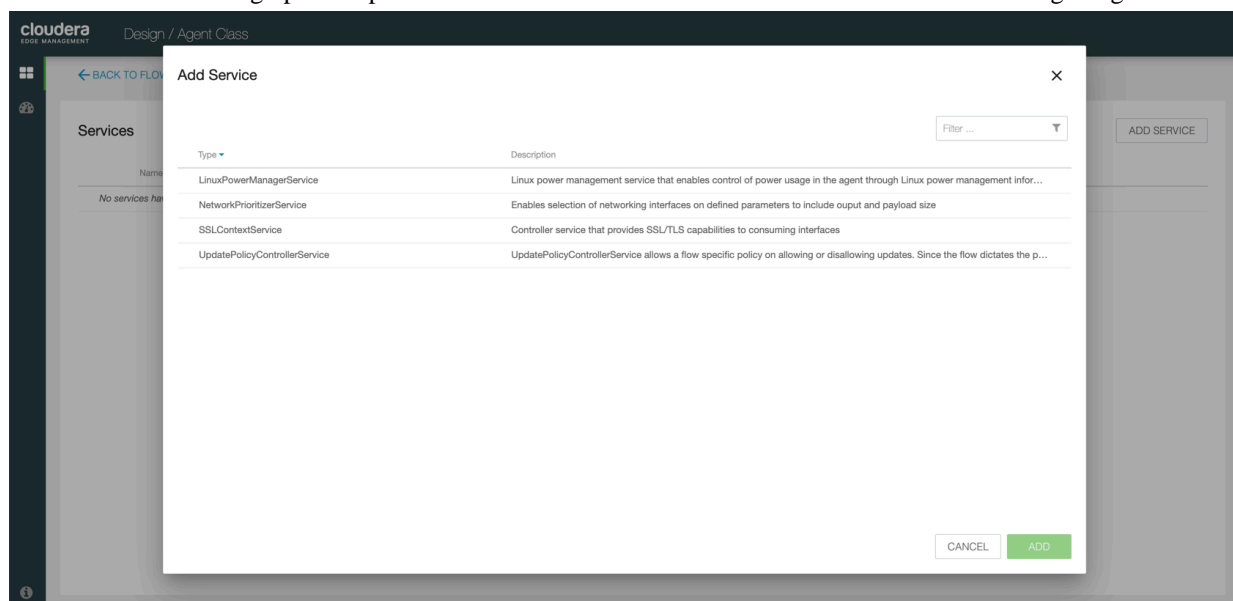 cloudera
EDGE MANAGEMENT
Design / Agent Class
BACK TO FLOW
Add Service
Services
Filter ...
ADD SERVICE
Type
Description
Name
LinuxPowerManagerService
Linux power management service that enables control of power usage in the agent through Linux power management infor...
No services ha
NetworkPrioritizerService
Enables selection of networking interfaces on defined parameters to include ouput and payload size
SSLContextService
Controller service that provides SSL/TLS capabilities to consuming interfaces
UpdatePolicyControllerService
UpdatePolicyControllerService allows a flow specific policy on allowing or disallowing updates. Since the flow dictates the p...
CANCEL
ADD